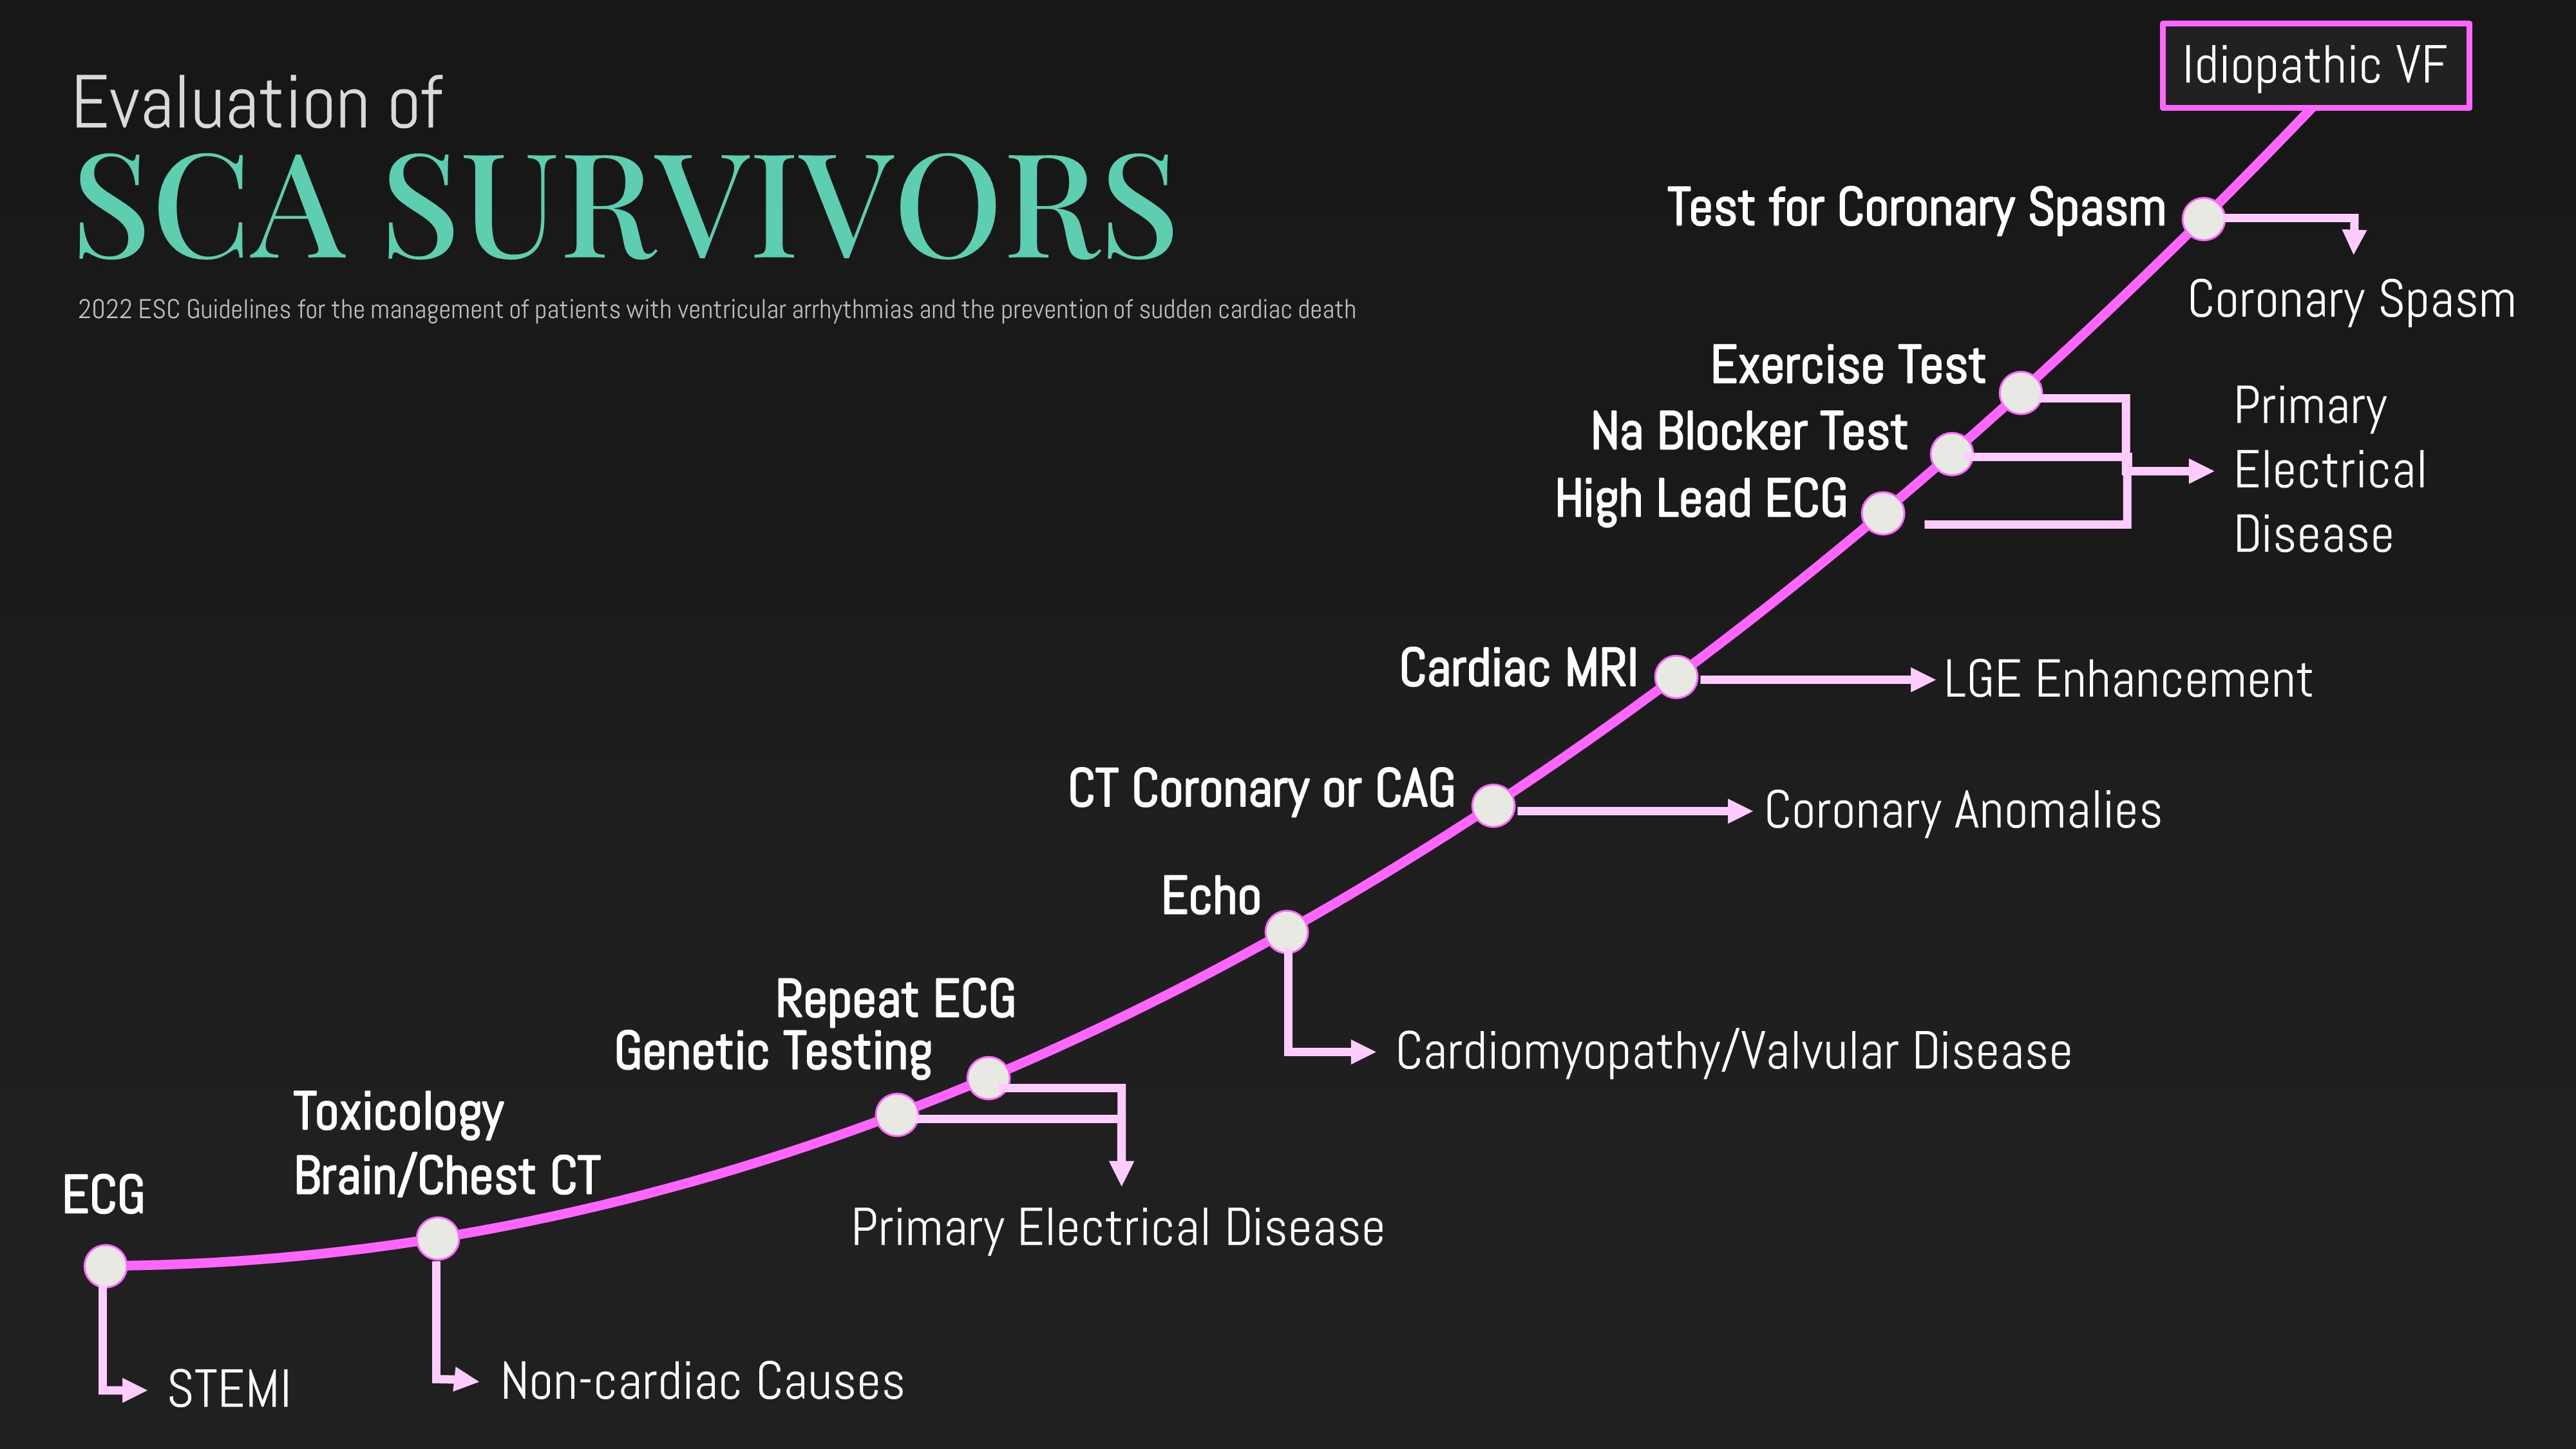 Evaluation of
SCA SURVIVORS
2022 ESC Guidelines for the management of patients with ventricular arrhythmias and the prevention of sudden cardiac death
Idiopathic VF
Test for Coronary Spasm
Coronary Spasm
Exercise Test
Na Blocker Test
High Lead ECG
Primary
Electrical
Disease
Cardiac MRI
LGE Enhancement
CT Coronary or CAG
Coronary Anomalies
Echo
Cardiomyopathy/Valvular Disease
Repeat ECG
Genetic Testing
Primary Electrical Disease
Toxicology
Brain/Chest CT
Non-cardiac Causes
ECG
STEMI